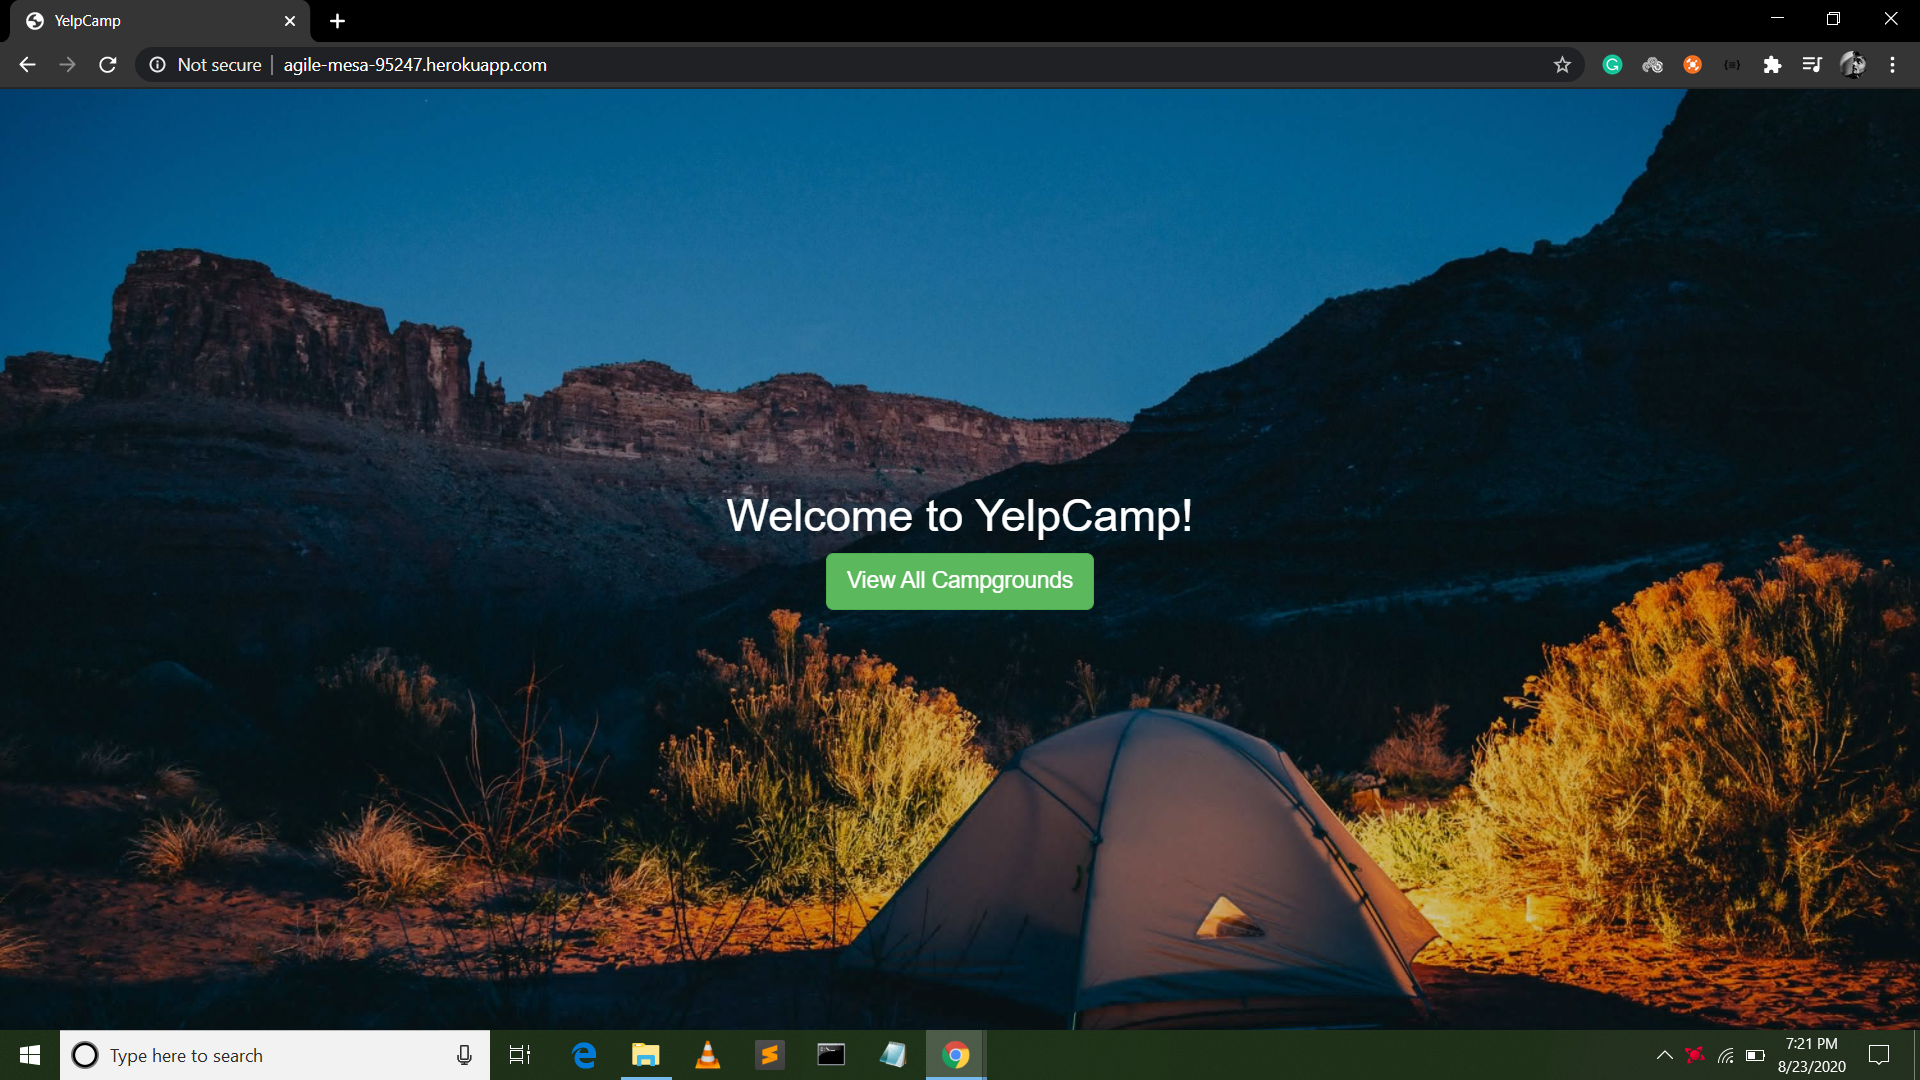 YelpCamp
Not secure
agile-mesa-95247.herokuapp.com
Welcome to YelpCamp!
View All Campgrounds
Type here to search
7:21 PM
8/23/2020